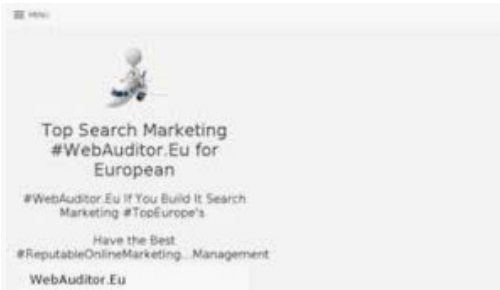 MENU
Top Search Marketing
#WebAuditor.Eu for
European
#WebAuditor.Eu If You Build It Search
Marketing #TopEurope's
Have the Best
#ReputableOnlineMarketing...Management
WebAuditor.Eu